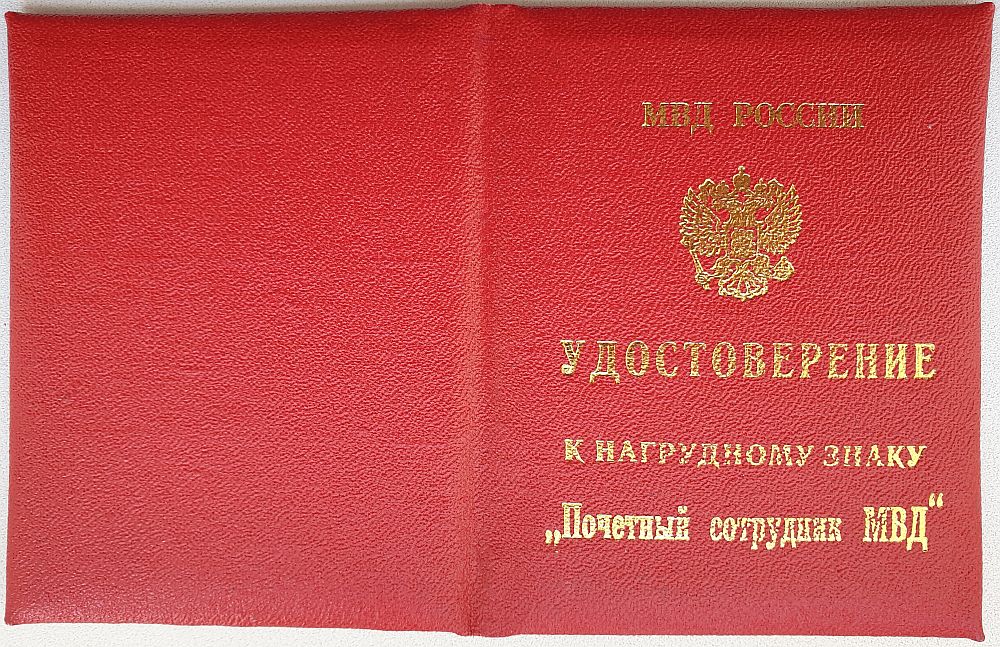 МВД РОССИИ
УДОСТОВЕРЕНИЕ
К НАГРУДНОМУ ЗНАКУ
„Почетный сотрудник МВД“